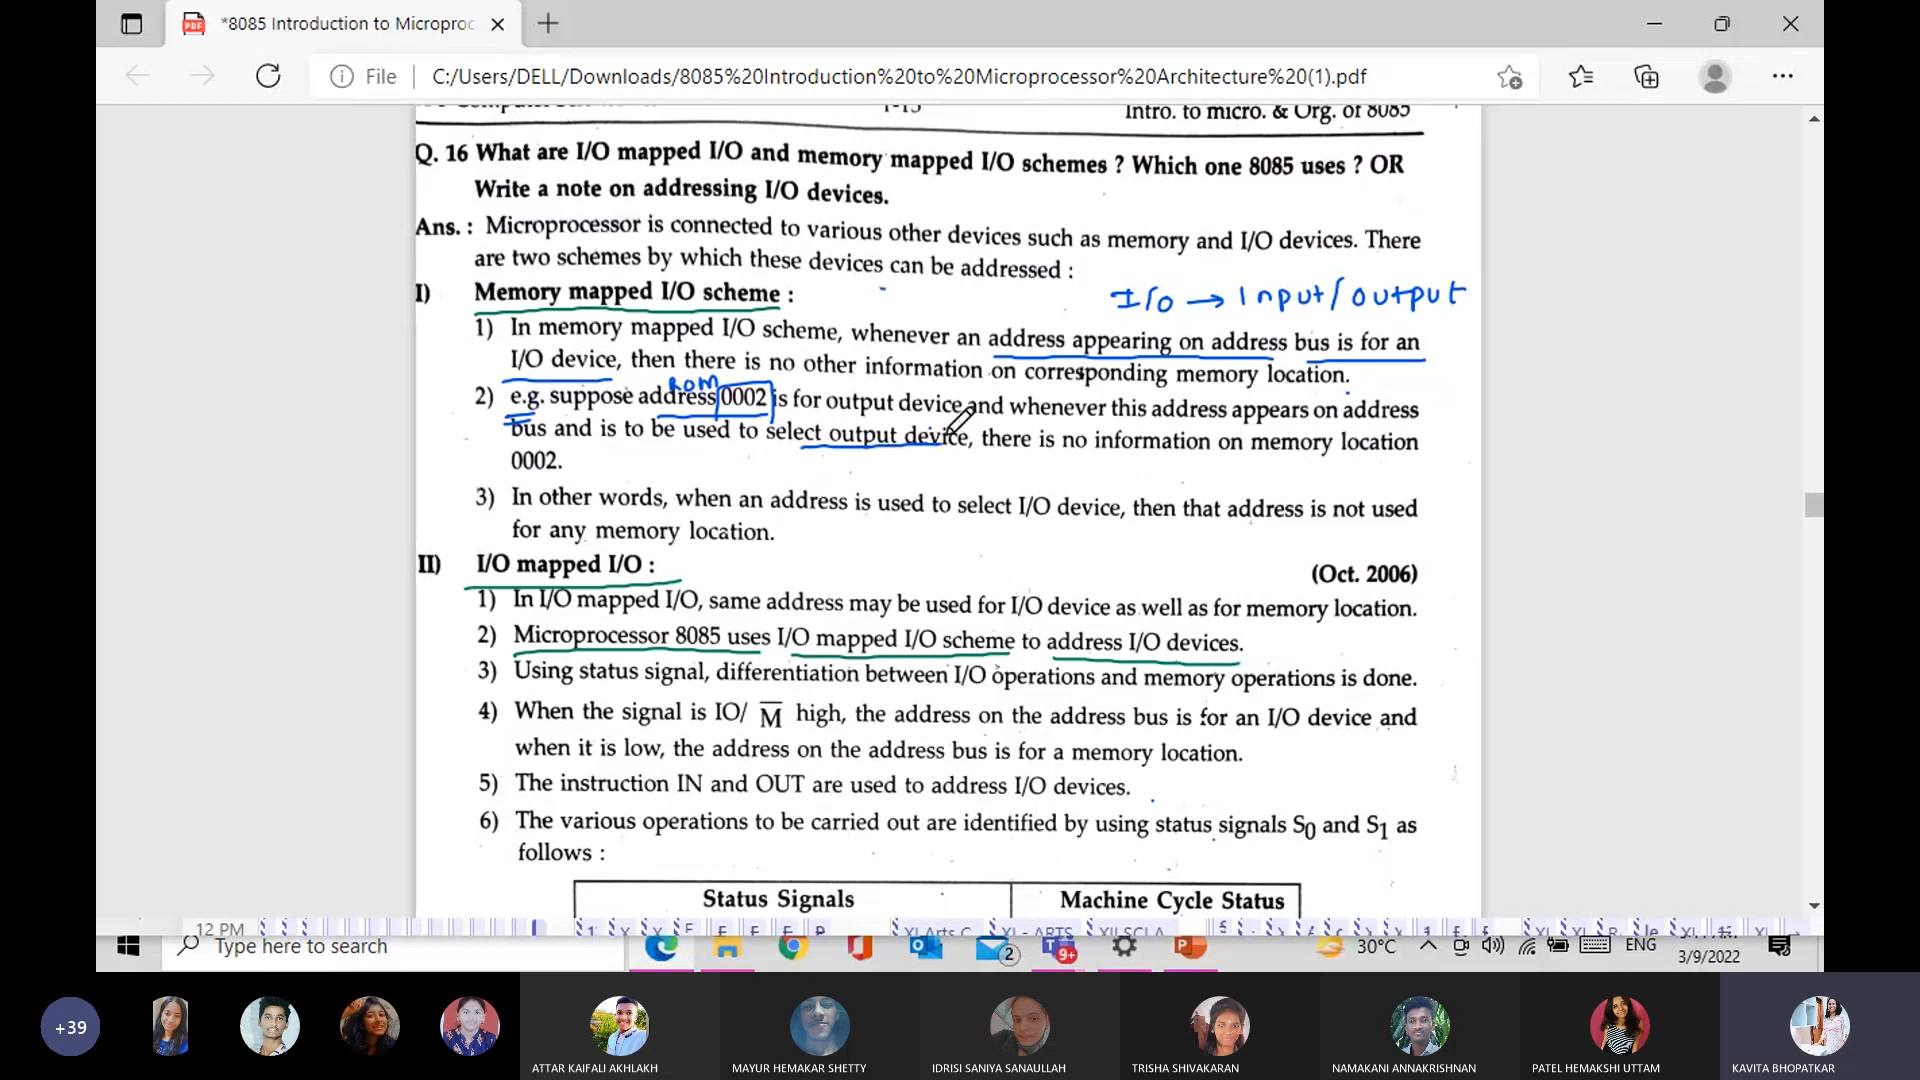 *8085 Introduction to Microproc
File
C:/Users/DELL/Downloads/8085%20Introduction%20to%20Microprocessor%20Architecture%20(1).pdf
1-15
Intro. to micro. & Org. of 8085
Q. 16 What are I/O mapped I/O and memory mapped I/O schemes ? Which one 8085 uses ? OR
Write a note on addressing I/O devices.
Ans. : Microprocessor is connected to various other devices such as memory and I/O devices. There
are two schemes by which these devices can be addressed :
I) Memory mapped I/O scheme :
I/O → Input/Output
1) In memory mapped I/O scheme, whenever an address appearing on address bus is for an
I/O device, then there is no other information on corresponding memory location.
ROM
2) e.g. suppose address 0002 is for output device and whenever this address appears on address
bus and is to be used to select output device, there is no information on memory location
0002.
3) In other words, when an address is used to select I/O device, then that address is not used
for any memory location.
II) I/O mapped I/O :
(Oct. 2006)
1) In I/O mapped I/O, same address may be used for I/O device as well as for memory location.
2) Microprocessor 8085 uses I/O mapped I/O scheme to address I/O devices.
3) Using status signal, differentiation between I/O operations and memory operations is done.
4) When the signal is IO/ M̅ high, the address on the address bus is for an I/O device and
when it is low, the address on the address bus is for a memory location.
5) The instruction IN and OUT are used to address I/O devices.
6) The various operations to be carried out are identified by using status signals S0 and S1 as
follows :
Status Signals Machine Cycle Status
12 PM
Type here to search
2
9+
30°C
ENG
3/9/2022
+39
ATTAR KAIFALI AKHLAKH
MAYUR HEMAKAR SHETTY
IDRISI SANIYA SANAULLAH
TRISHA SHIVAKARAN
NAMAKANI ANNAKRISHNAN
PATEL HEMAKSHI UTTAM
KAVITA BHOPATKAR